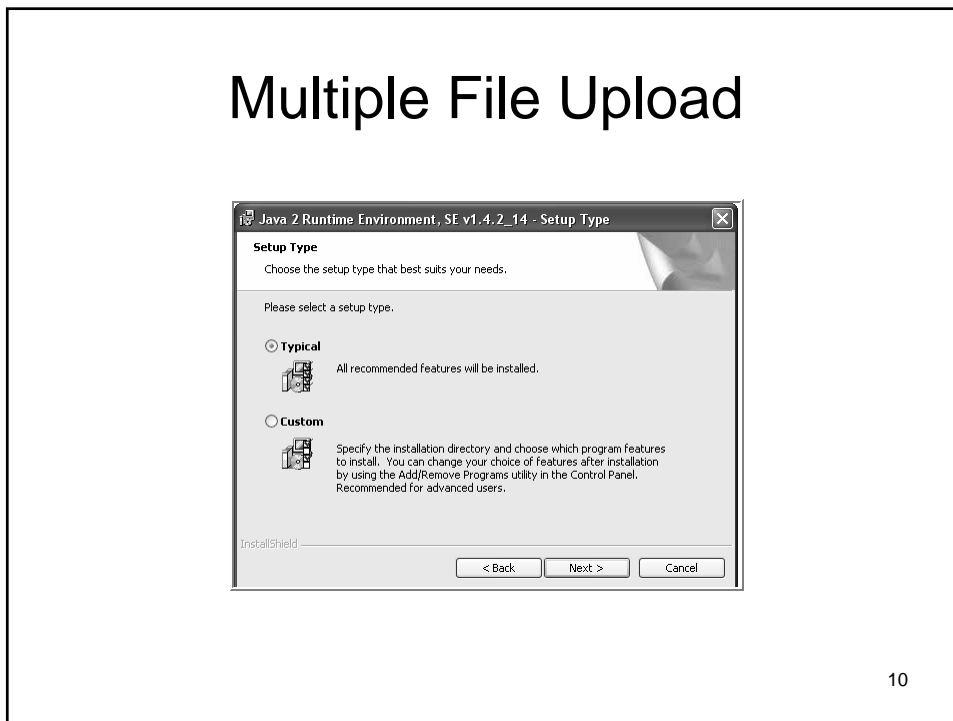 Multiple File Upload
Java 2 Runtime Environment, SE v1.4.2_14 - Setup Type
Setup Type
Choose the setup type that best suits your needs.
Please select a setup type.
Typical
All recommended features will be installed.
Custom
Specify the installation directory and choose which program features
to install. You can change your choice of features after installation
by using the Add/Remove Programs utility in the Control Panel.
Recommended for advanced users.
InstallShield
< Back Next > Cancel
10